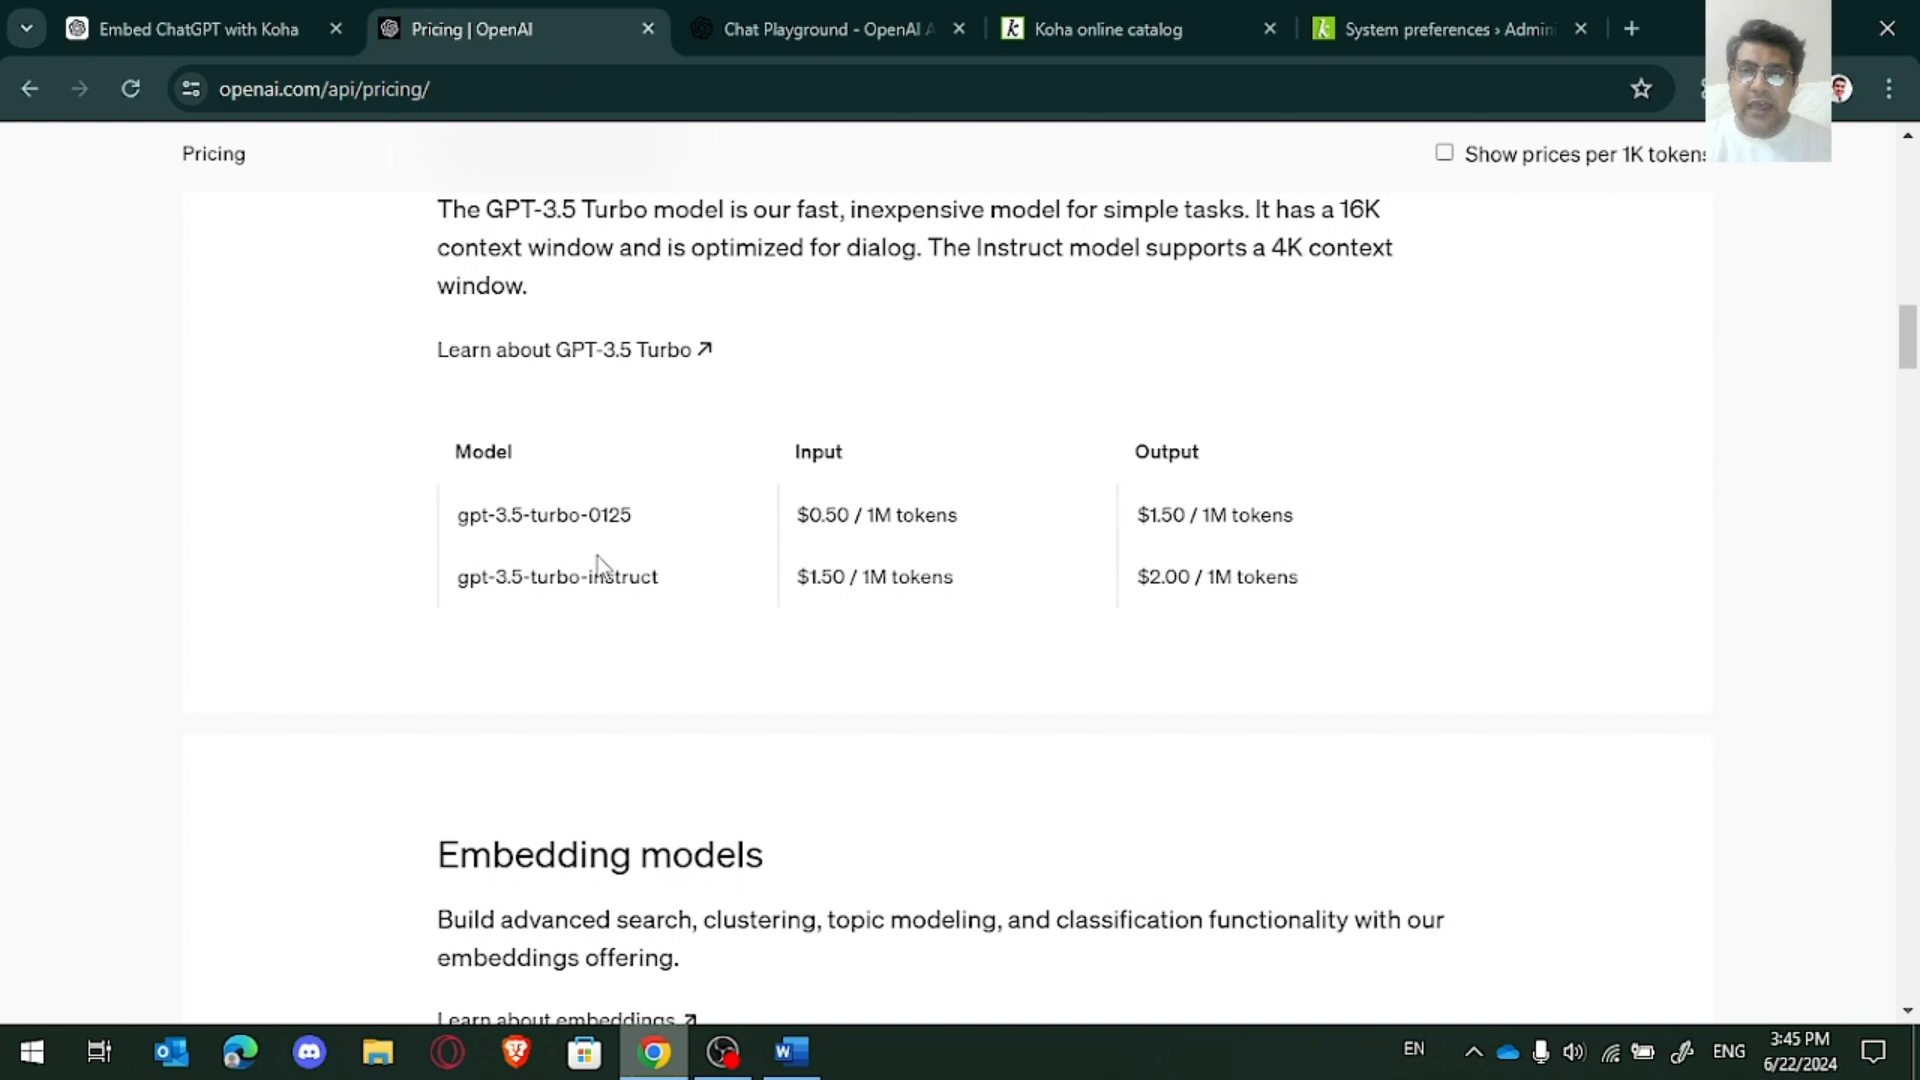 Embed ChatGPT with Koha
Pricing | OpenAI
Chat Playground - OpenAI A
Koha online catalog
System preferences › Admin
openai.com/api/pricing/
Pricing
Show prices per 1K tokens
The GPT-3.5 Turbo model is our fast, inexpensive model for simple tasks. It has a 16K
context window and is optimized for dialog. The Instruct model supports a 4K context
window.
Learn about GPT-3.5 Turbo ↗
Model Input Output
gpt-3.5-turbo-0125 $0.50 / 1M tokens $1.50 / 1M tokens
gpt-3.5-turbo-instruct $1.50 / 1M tokens $2.00 / 1M tokens
Embedding models
Build advanced search, clustering, topic modeling, and classification functionality with our
embeddings offering.
Learn about embeddings ↗
EN
ENG
3:45 PM
6/22/2024